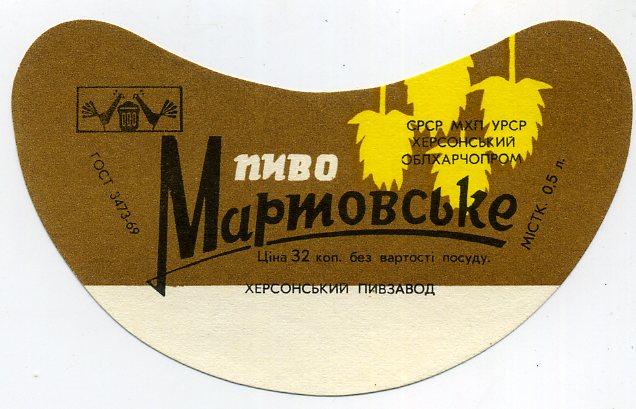 СРСР МХП УРСР
ХЕРСОНСЬКИЙ
ОБЛХАРЧОПРОМ
ГОСТ 3473-69
пиво
Мартовське
МІСТК. 0,5 л.
Ціна 32 коп. без вартості посуду.
ХЕРСОНСЬКИЙ ПИВЗАВОД